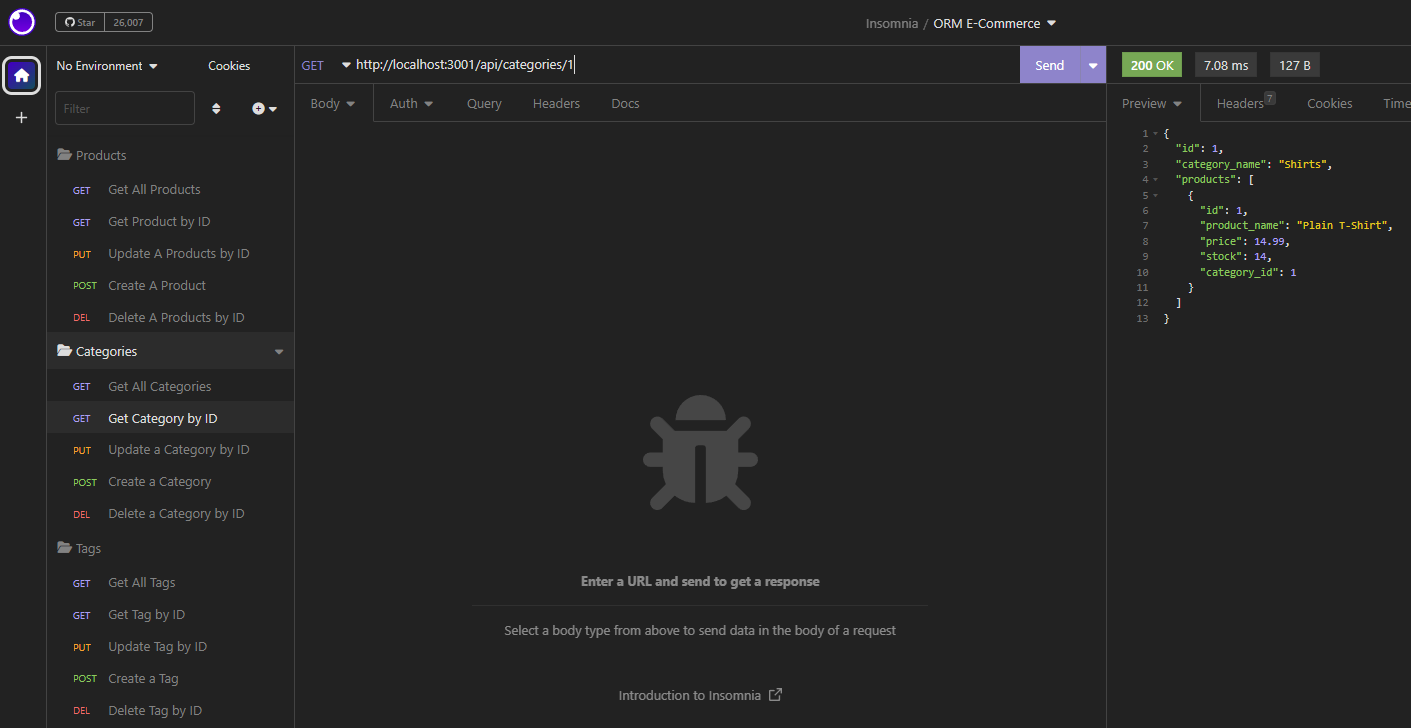 Star 26,007
Insomnia / ORM E-Commerce
No Environment
Cookies
Filter
Products
GET Get All Products
GET Get Product by ID
PUT Update A Products by ID
POST Create A Product
DEL Delete A Products by ID
Categories
GET Get All Categories
GET Get Category by ID
PUT Update a Category by ID
POST Create a Category
DEL Delete a Category by ID
Tags
GET Get All Tags
GET Get Tag by ID
PUT Update Tag by ID
POST Create a Tag
DEL Delete Tag by ID
GET http://localhost:3001/api/categories/1
Send
Body Auth Query Headers Docs
Enter a URL and send to get a response
Select a body type from above to send data in the body of a request
Introduction to Insomnia
200 OK 7.08 ms 127 B
Preview Headers 7 Cookies Time
1 {
2 "id": 1,
3 "category_name": "Shirts",
4 "products": [
5 {
6 "id": 1,
7 "product_name": "Plain T-Shirt",
8 "price": 14.99,
9 "stock": 14,
10 "category_id": 1
11 }
12 ]
13 }